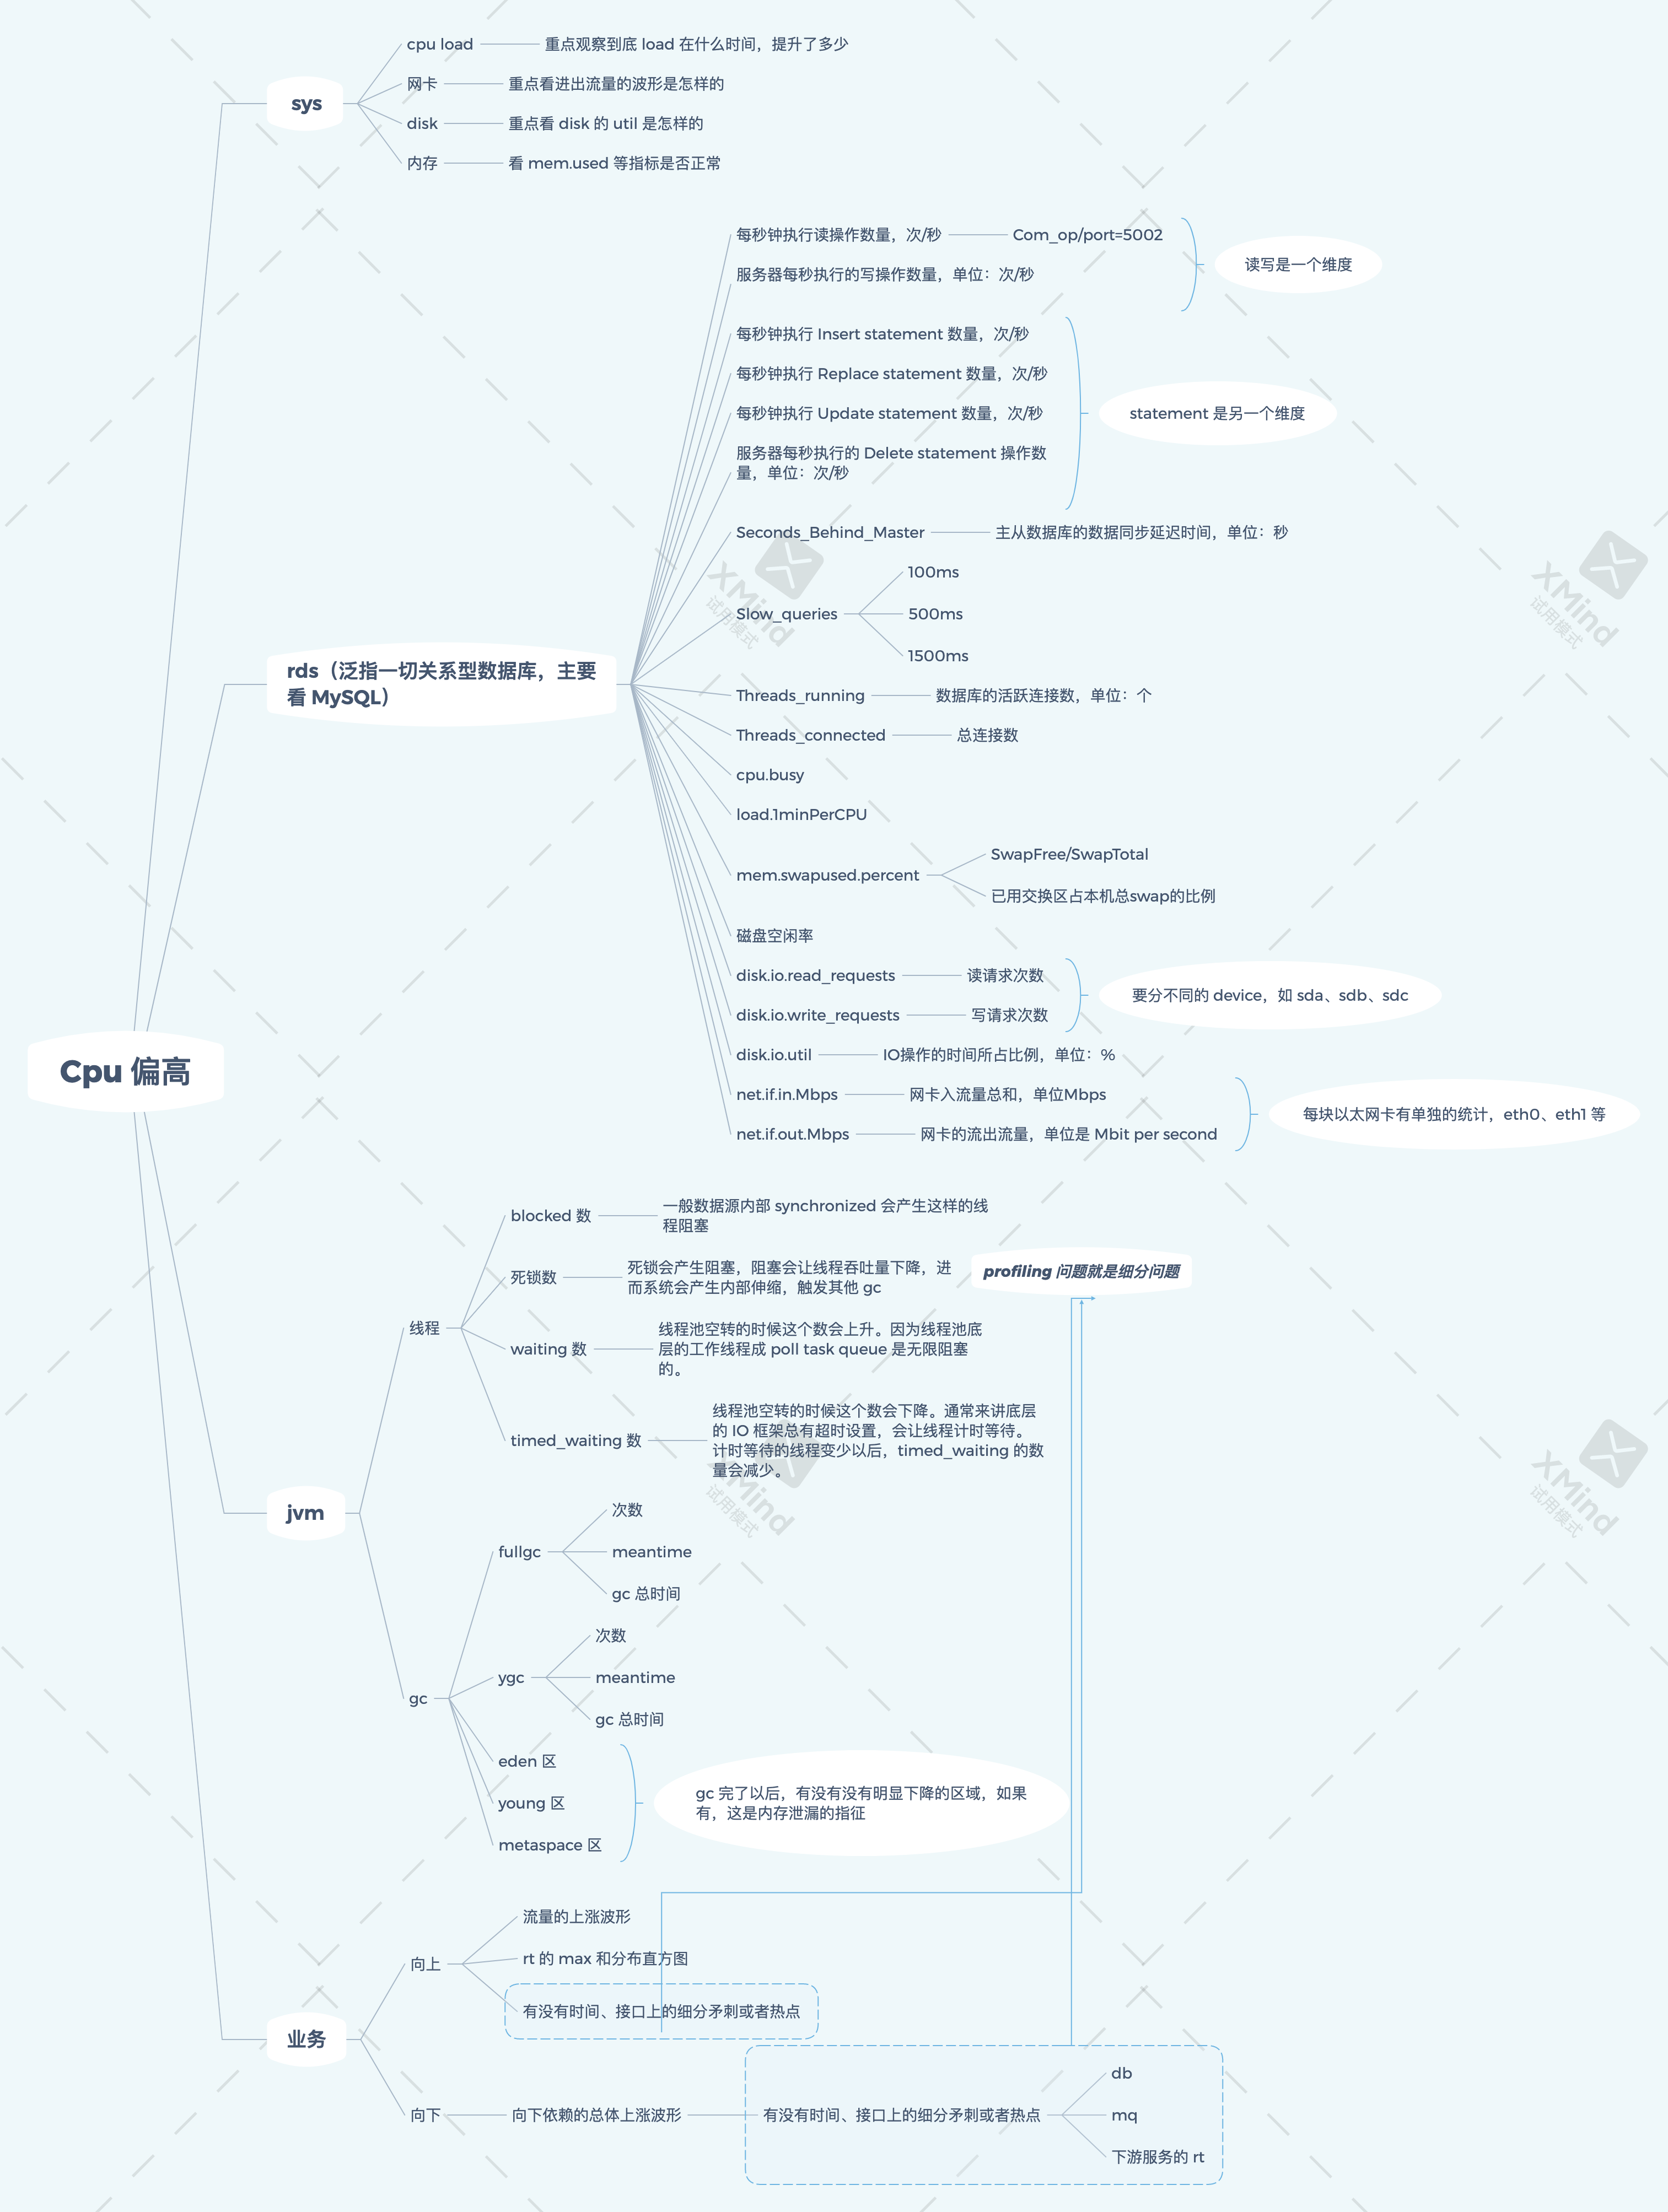 cpu load
重点观察到底 load 在什么时间，提升了多少
网卡
重点看进出流量的波形是怎样的
sys
disk
重点看 disk 的 util 是怎样的
内存
看 mem.used 等指标是否正常
每秒钟执行读操作数量，次/秒
Com_op/port=5002
服务器每秒执行的写操作数量，单位：次/秒
读写是一个维度
每秒钟执行 Insert statement 数量，次/秒
每秒钟执行 Replace statement 数量，次/秒
每秒钟执行 Update statement 数量，次/秒
服务器每秒执行的 Delete statement 操作数
量，单位：次/秒
statement 是另一个维度
Seconds_Behind_Master
主从数据库的数据同步延迟时间，单位：秒
Slow_queries
100ms
500ms
1500ms
rds（泛指一切关系型数据库，主要
看 MySQL）
Threads_running
数据库的活跃连接数，单位：个
Threads_connected
总连接数
cpu.busy
load.1minPerCPU
mem.swapused.percent
SwapFree/SwapTotal
已用交换区占本机总swap的比例
磁盘空闲率
disk.io.read_requests
读请求次数
disk.io.write_requests
写请求次数
要分不同的 device，如 sda、sdb、sdc
disk.io.util
IO操作的时间所占比例，单位：%
net.if.in.Mbps
网卡入流量总和，单位Mbps
net.if.out.Mbps
网卡的流出流量，单位是 Mbit per second
每块以太网卡有单独的统计，eth0、eth1 等
Cpu 偏高
blocked 数
一般数据源内部 synchronized 会产生这样的线
程阻塞
死锁数
死锁会产生阻塞，阻塞会让线程吞吐量下降，进
而系统会产生内部伸缩，触发其他 gc
profiling 问题就是细分问题
线程
waiting 数
线程池空转的时候这个数会上升。因为线程池底
层的工作线程成 poll task queue 是无限阻塞
的。
timed_waiting 数
线程池空转的时候这个数会下降。通常来讲底层
的 IO 框架总有超时设置，会让线程计时等待。
计时等待的线程变少以后，timed_waiting 的数
量会减少。
jvm
fullgc
次数
meantime
gc 总时间
gc
ygc
次数
meantime
gc 总时间
eden 区
young 区
metaspace 区
gc 完了以后，有没有没有明显下降的区域，如果
有，这是内存泄漏的指征
向上
流量的上涨波形
rt 的 max 和分布直方图
有没有时间、接口上的细分矛刺或者热点
业务
向下
向下依赖的总体上涨波形
有没有时间、接口上的细分矛刺或者热点
db
mq
下游服务的 rt
XMind
试用模式
XMind
试用模式
XMind
试用模式
XMind
试用模式